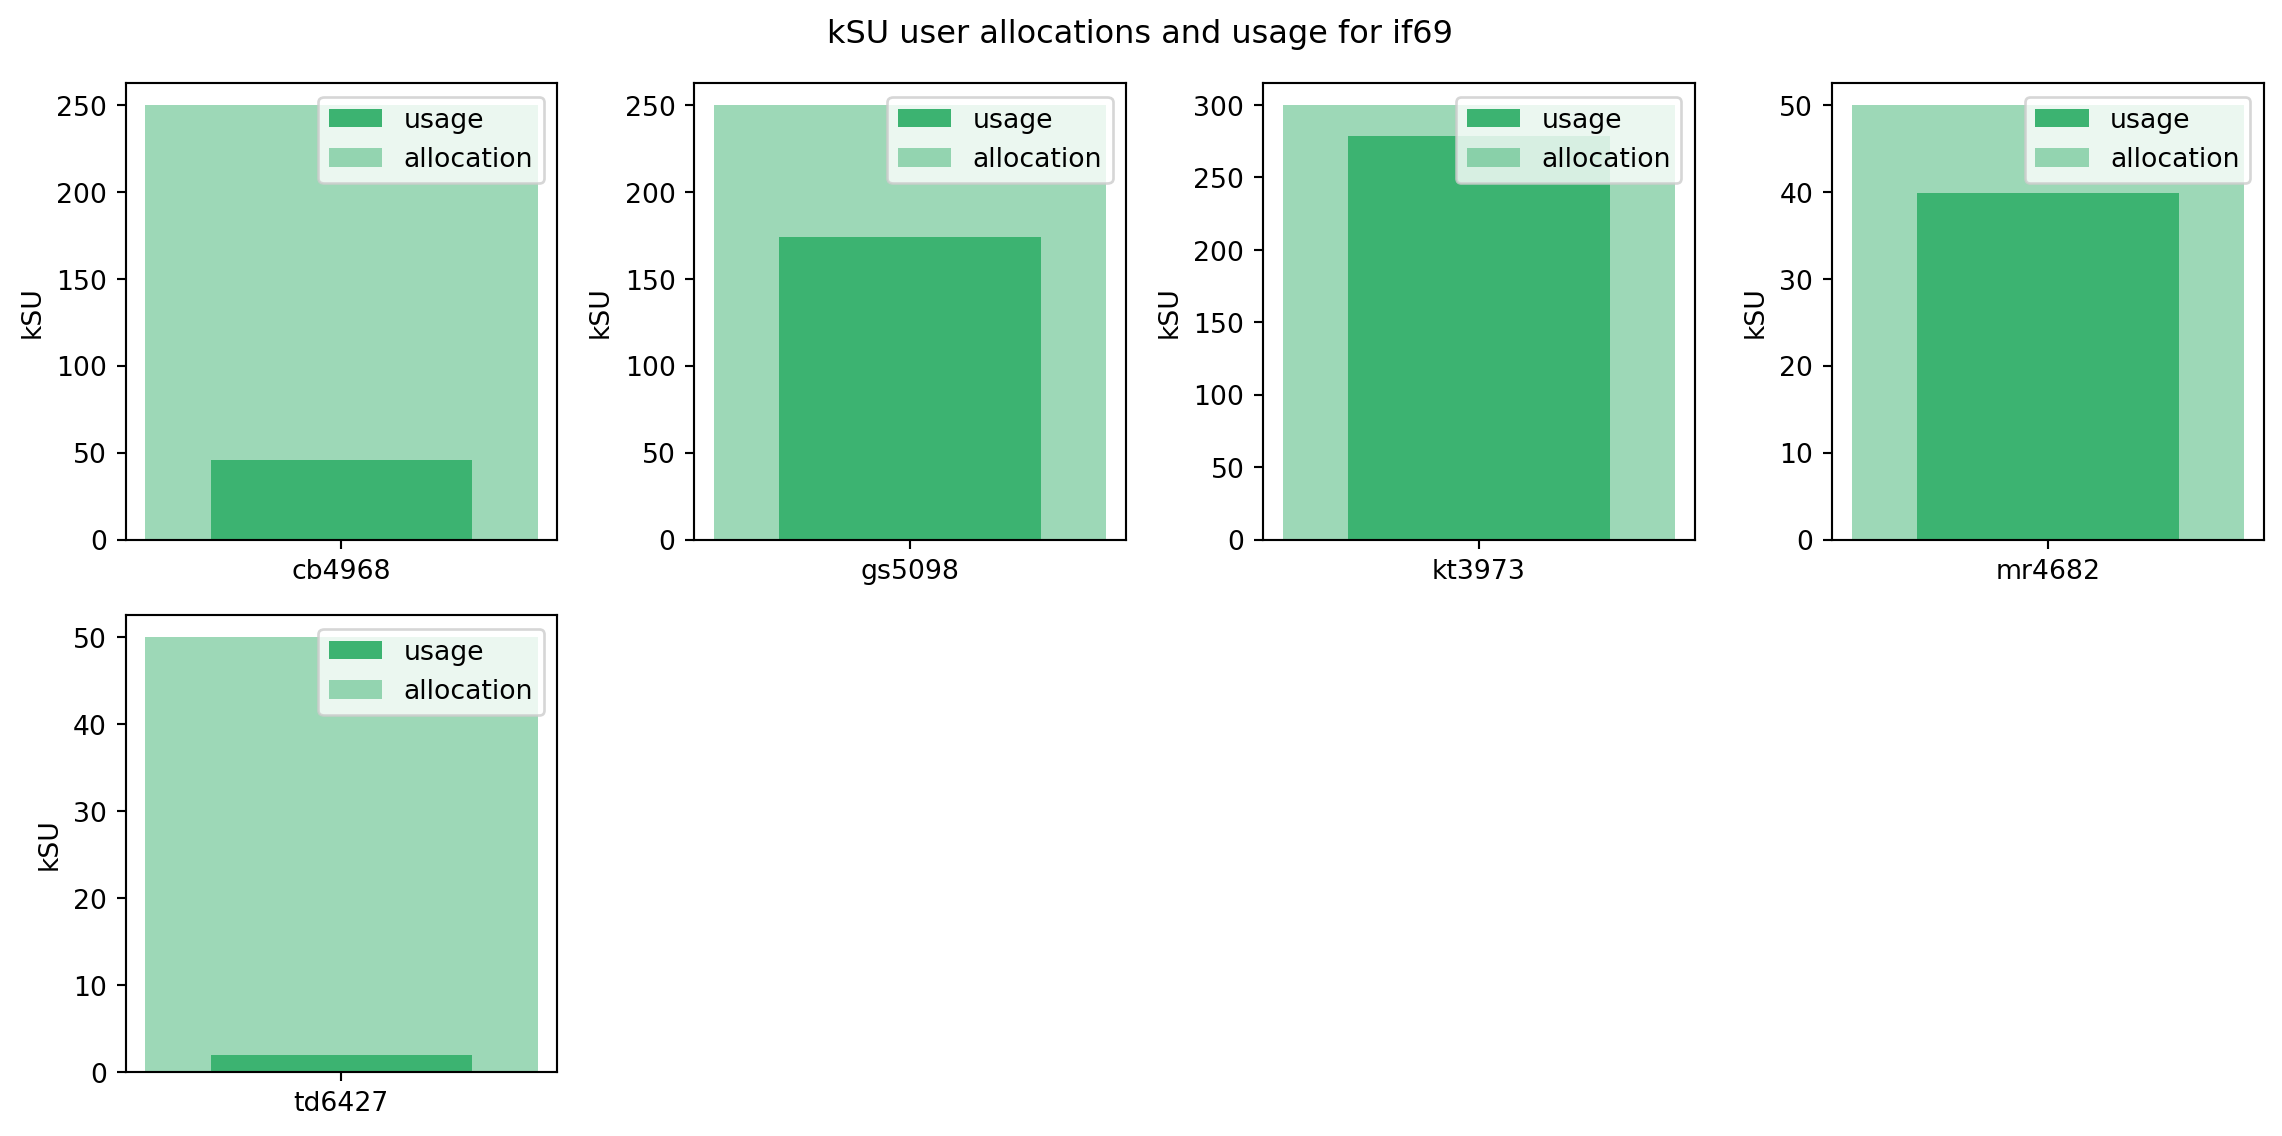 kSU user allocations and usage for if69
250
200
150
100
50
0
kSU
usage
allocation
cb4968
250
200
150
100
50
0
kSU
usage
allocation
gs5098
300
250
200
150
100
50
0
kSU
usage
allocation
kt3973
50
40
30
20
10
0
kSU
usage
allocation
mr4682
50
40
30
20
10
0
kSU
usage
allocation
td6427